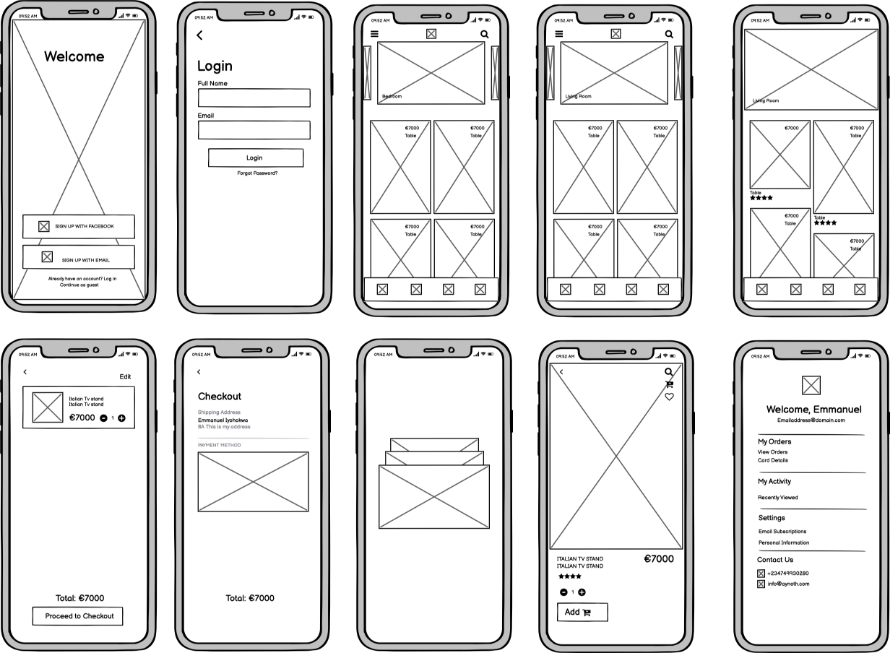 09:52 AM
Welcome
SIGN UP WITH FACEBOOK
SIGN UP WITH EMAIL
Already have an account? Log in
Continue as guest
09:52 AM
Login
Full Name
Email
Login
Forgot Password?
09:52 AM
Bedroom
€7000
Table
€7000
Table
€7000
Table
€7000
Table
09:52 AM
Living Room
€7000
Table
€7000
Table
€7000
Table
€7000
Table
09:52 AM
Living Room
€7000
€7000
Table
Table
€7000
Table
€7000
Table
09:52 AM
Edit
Italian Tv stand
Italian Tv stand
€7000
1
Total: €7000
Proceed to Checkout
09:52 AM
Checkout
Shipping Address
Emmanuel Iyohokwa
8A This is my address
PAYMENT METHOD
Total: €7000
09:52 AM
09:52 AM
ITALIAN TV STAND
ITALIAN TV STAND
€7000
1
Add
09:52 AM
Welcome, Emmanuel
Emailaddress@domain.com
My Orders
View Orders
Card Details
My Activity
Recently Viewed
Settings
Email Subscriptions
Personal Information
Contact Us